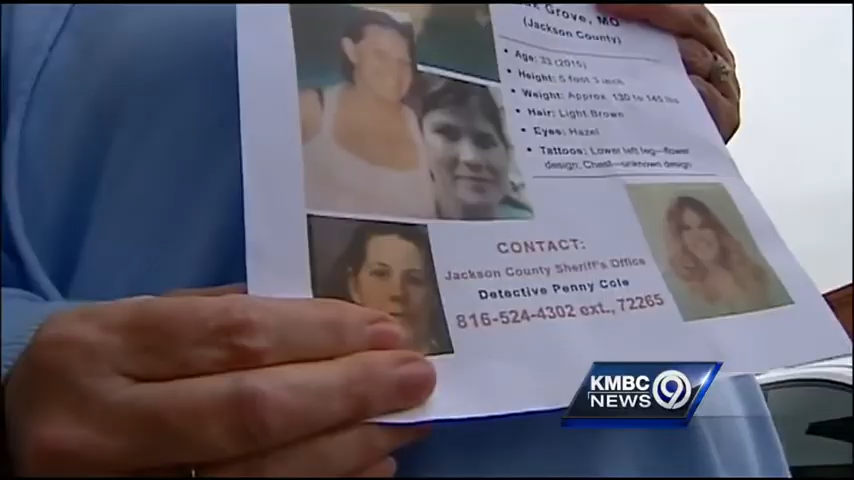 Grove, MO
(Jackson County)
• Age: 33 (2015)
• Height: 5 foot 3 inch
• Weight: Approx. 130 to 145 lbs
• Hair: Light Brown
• Eyes: Hazel
• Tattoos: Lower left leg—flower
design; Chest—unknown design
CONTACT:
Jackson County Sheriff's Office
Detective Penny Cole
816-524-4302 ext., 72265
KMBC 9
NEWS